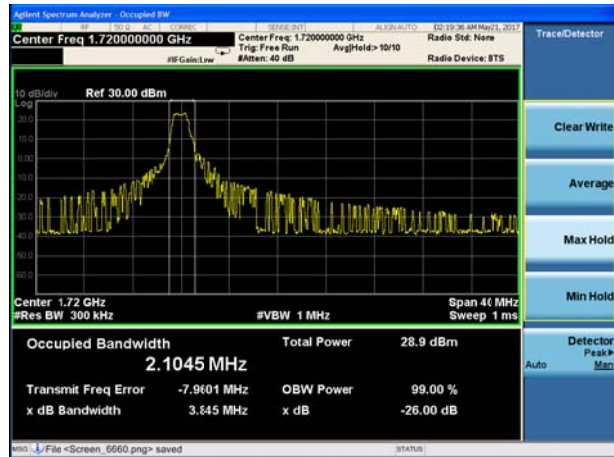 Agilent Spectrum Analyzer - Occupied BW
RF 50 Ω AC CORREC SENSE:INT ALIGN AUTO 02:19:36 AM May 21, 2017
Center Freq 1.720000000 GHz
Center Freq: 1.720000000 GHz
Radio Std: None
Trig: Free Run Avg|Hold:> 10/10
#IFGain:Low #Atten: 40 dB Radio Device: BTS
Trace/Detector
10 dB/div Ref 30.00 dBm
Log
20.0
10.0
0.00
-10.0
-20.0
-30.0
-40.0
-50.0
-60.0
Clear Write
Average
Max Hold
Min Hold
Detector
Peak▶
Auto Man
Center 1.72 GHz Span 40 MHz
#Res BW 300 kHz #VBW 1 MHz Sweep 1 ms
Occupied Bandwidth Total Power 28.9 dBm
2.1045 MHz
Transmit Freq Error -7.9601 MHz OBW Power 99.00 %
x dB Bandwidth 3.845 MHz x dB -26.00 dB
MSG File <Screen_6660.png> saved STATUS